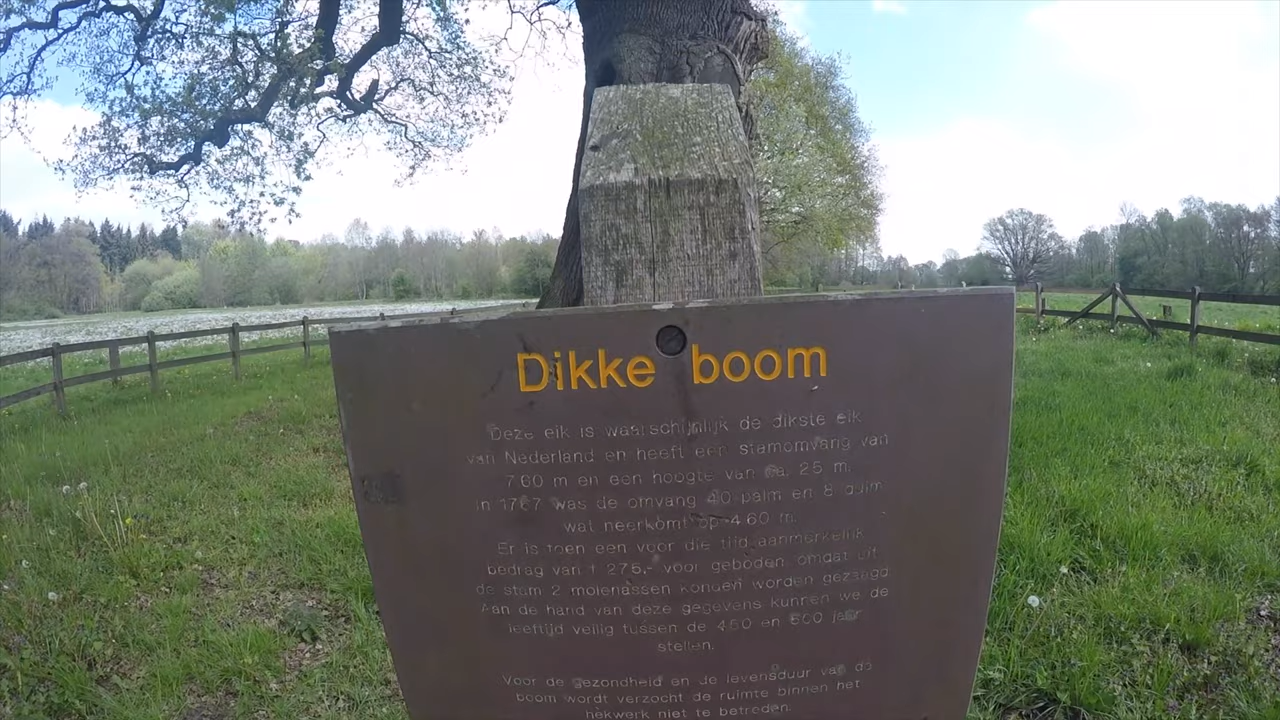 Dikke boom
Deze eik is waarschijnlijk de dikste eik
van Nederland en heeft een stamomvang van
7.60 m en een hoogte van ca. 25 m.
In 1767 was de omvang 40 palm en 8 duim
wat neerkomt op 4.60 m.
Er is toen een voor die tijd aanmerkelijk
bedrag van f 275,- voor geboden, omdat uit
de stam 2 molenassen konden worden gezaagd
Aan de hand van deze gegevens kunnen we de
leeftijd veilig tussen de 450 en jaar
stellen.
Voor de gezondheid en de levensduur van de
boom wordt verzocht de ruimte binnen het
hekwerk niet te betreden.